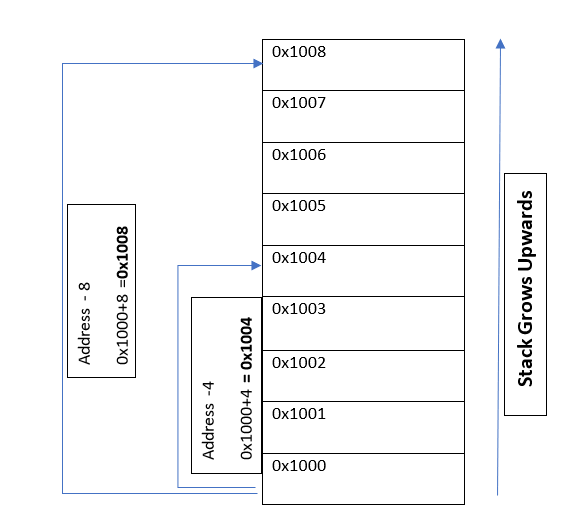 0x1008
0x1007
0x1006
0x1005
0x1004
0x1003
0x1002
0x1001
0x1000
Address - 8
0x1000+8 =0x1008
Address -4
0x1000+4 = 0x1004
Stack Grows Upwards